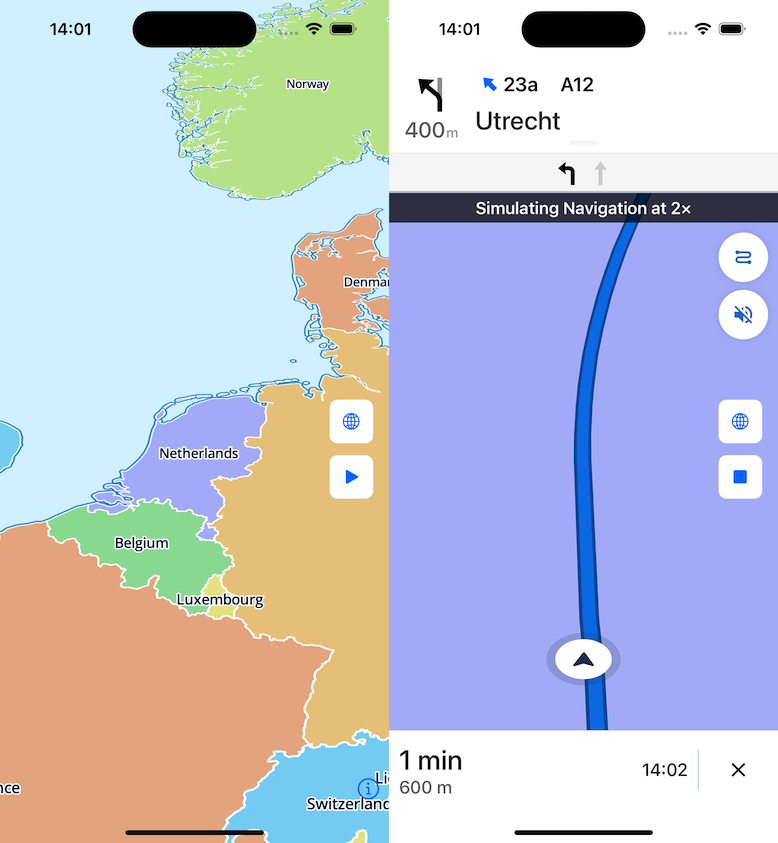 14:01
Norway
Denmar
Netherlands
Belgium
Luxembourg
nce
Li
Switzerland
14:01
23a A12
400m
Utrecht
Simulating Navigation at 2×
1 min
600 m
14:02